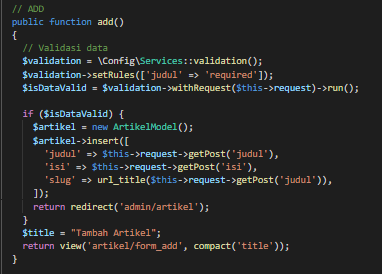 // ADD
public function add()
{
// Validasi data
$validation = \Config\Services::validation();
$validation->setRules(['judul' => 'required']);
$isDataValid = $validation->withRequest($this->request)->run();
if ($isDataValid) {
$artikel = new ArtikelModel();
$artikel->insert([
'judul' => $this->request->getPost('judul'),
'isi' => $this->request->getPost('isi'),
'slug' => url_title($this->request->getPost('judul')),
]);
return redirect('admin/artikel');
}
$title = "Tambah Artikel";
return view('artikel/form_add', compact('title'));
}